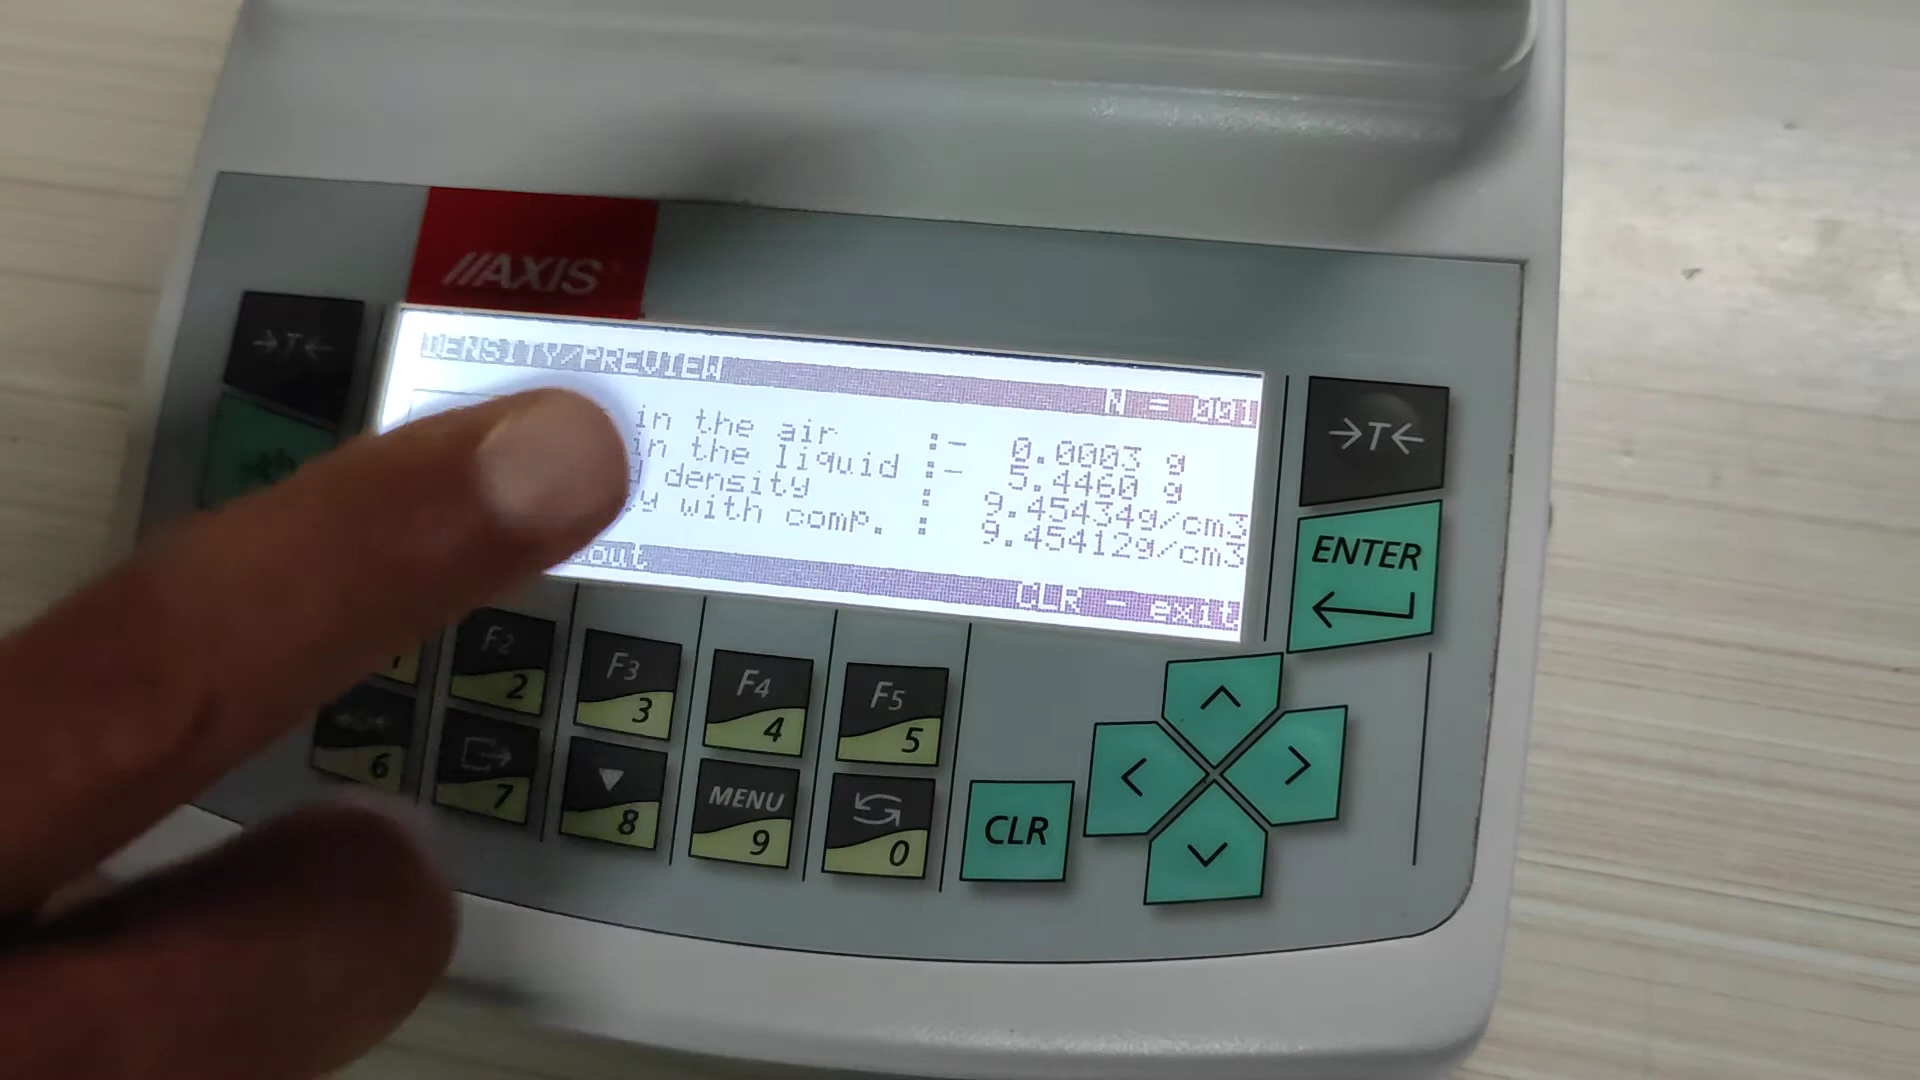 //AXIS
→T←
DENSITY/PREVIEW
N = 001
in the air :- 0.0003 g
in the liquid :- 5.4460 g
density : 9.45434g/cm3
with comp. : 9.45412g/cm3
CLR - exit
→T←
ENTER
F2 2
F3 3
F4 4
F5 5
6
7
8
MENU 9
0
CLR